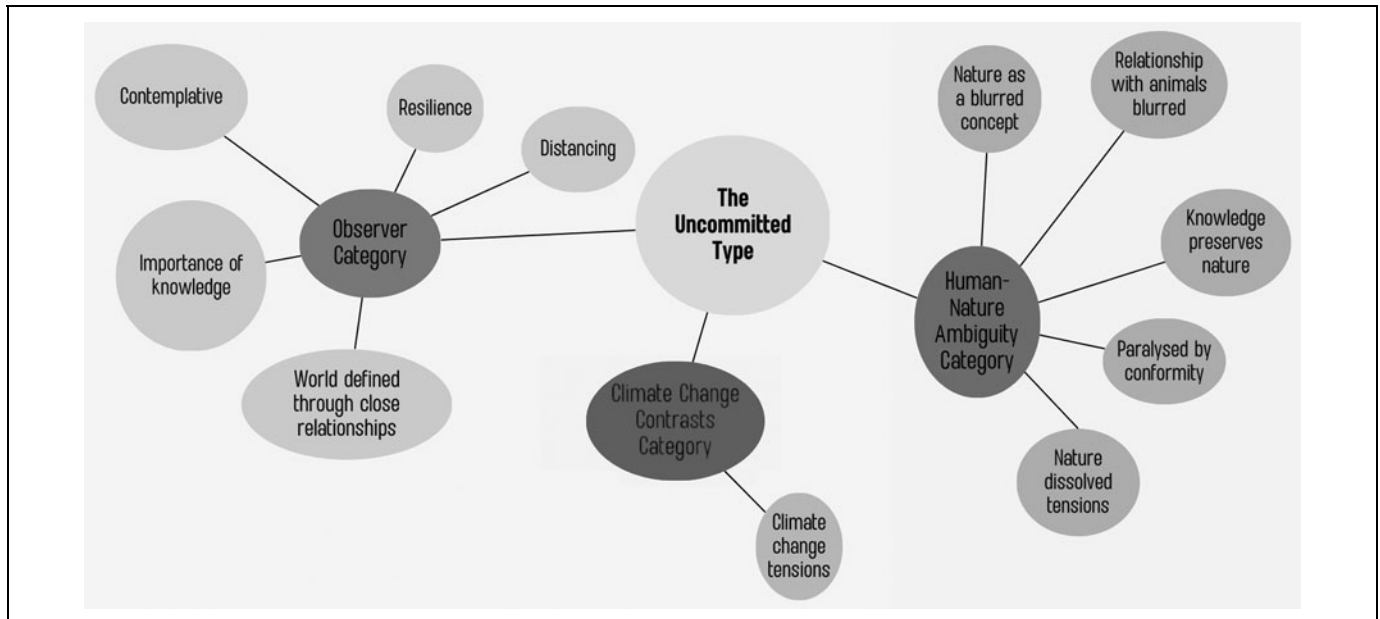 Contemplative
Resilience
Distancing
Observer
Category
Importance of
knowledge
World defined
through close
relationships
The
Uncommitted
Type
Climate Change
Contrasts
Category
Climate
change
tensions
Nature as
a blurred
concept
Relationship
with animals
blurred
Knowledge
preserves
nature
Human-
Nature
Ambiguity
Category
Paralysed by
conformity
Nature
dissolved
tensions